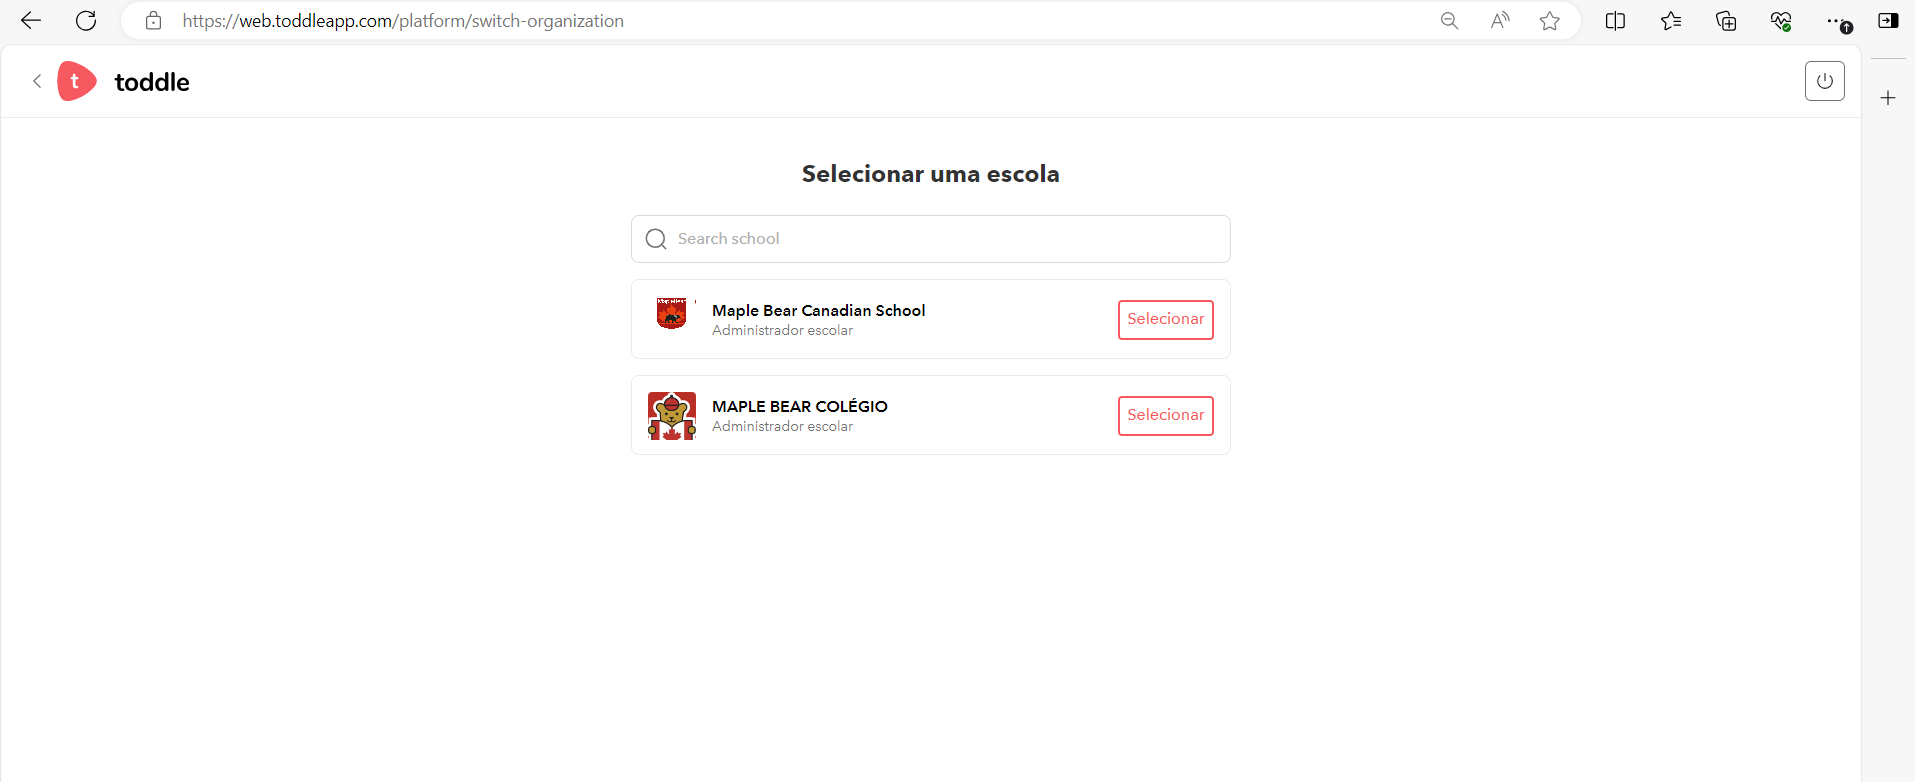 https://web.toddleapp.com/platform/switch-organization
t toddle
Selecionar uma escola
Search school
Maple Bear Canadian School
Administrador escolar
Selecionar
MAPLE BEAR COLÉGIO
Administrador escolar
Selecionar